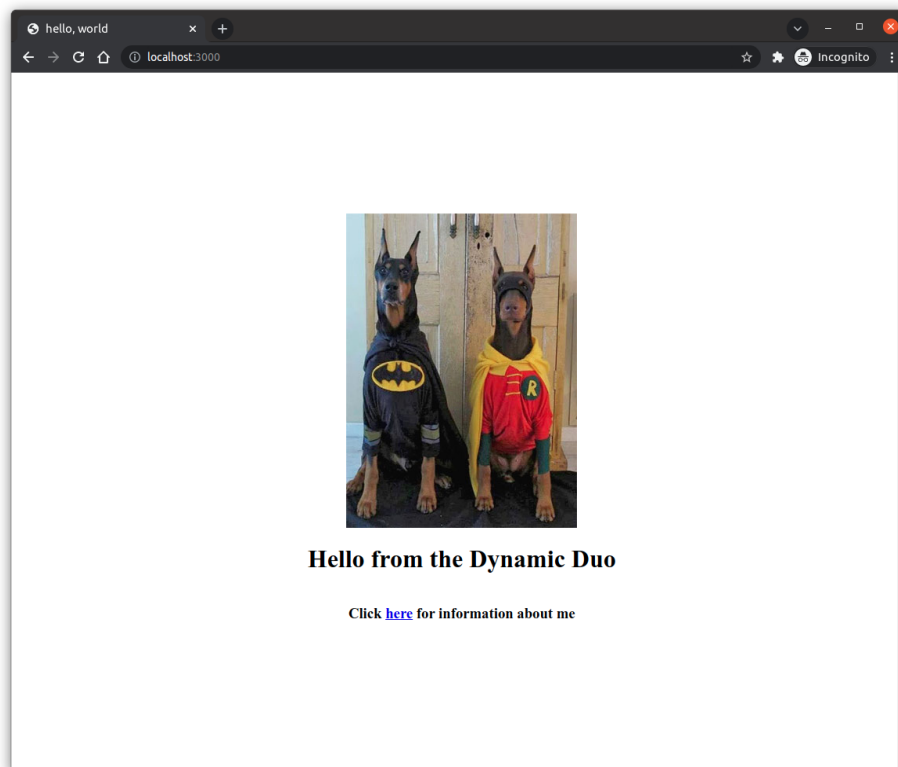 hello, world
localhost:3000
Incognito
R
Hello from the Dynamic Duo
Click here for information about me